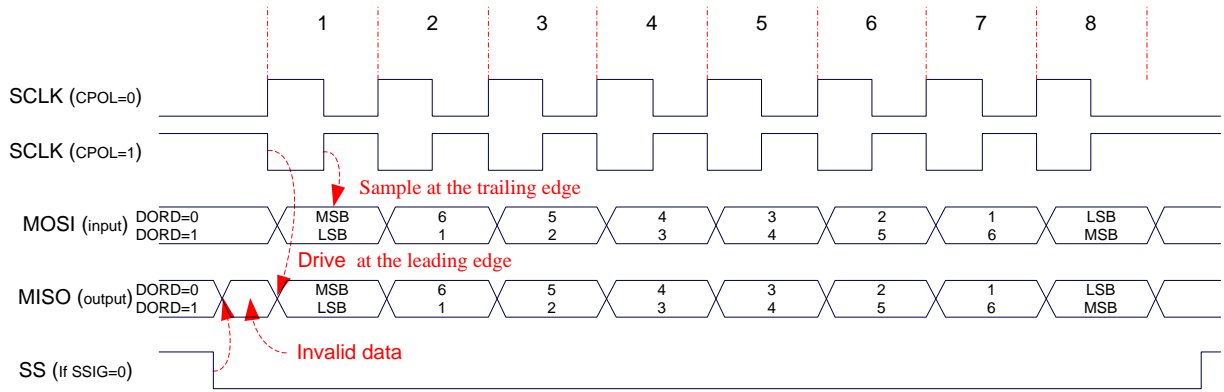 1 2 3 4 5 6 7 8
SCLK (CPOL=0)
SCLK (CPOL=1)
Sample at the trailing edge
MOSI (input) DORD=0 MSB 6 5 4 3 2 1 LSB
DORD=1 LSB 1 2 3 4 5 6 MSB
Drive at the leading edge
MISO (output) DORD=0 MSB 6 5 4 3 2 1 LSB
DORD=1 LSB 1 2 3 4 5 6 MSB
Invalid data
SS (If SSIG=0)